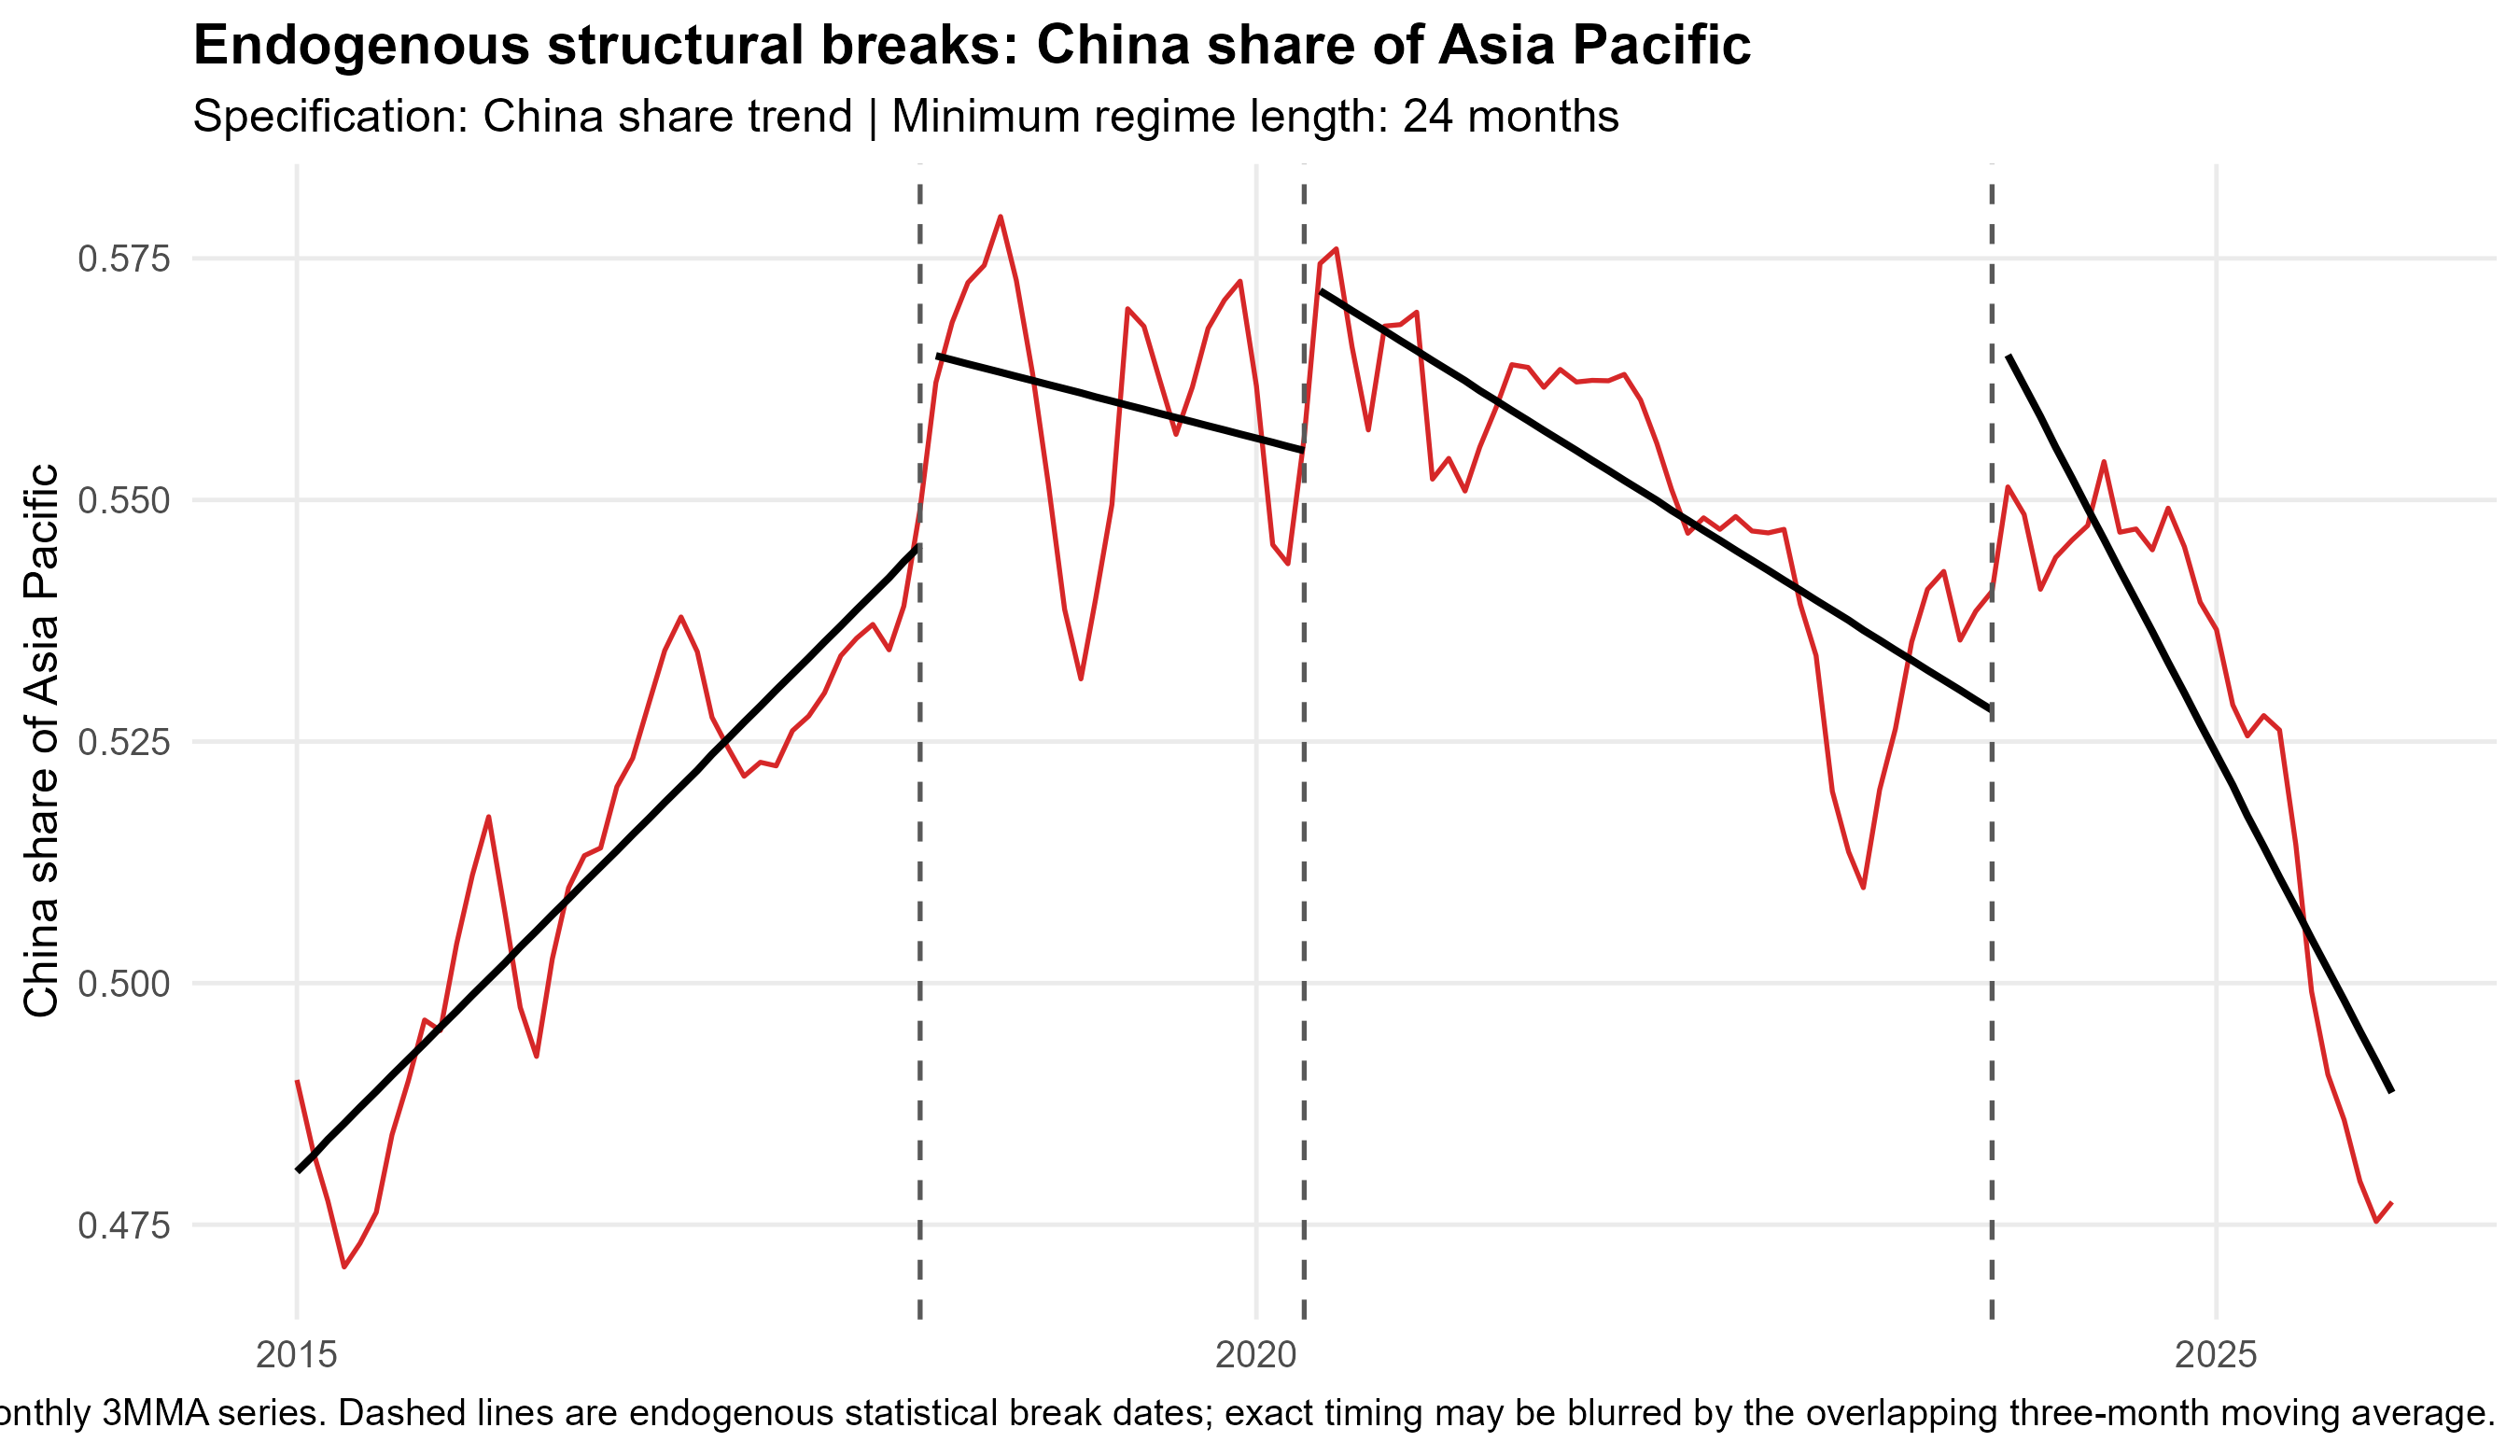 Endogenous structural breaks: China share of Asia Pacific
Specification: China share trend | Minimum regime length: 24 months
China share of Asia Pacific
0.575
0.550
0.525
0.500
0.475
2015
2020
2025
onthly 3MMA series. Dashed lines are endogenous statistical break dates; exact timing may be blurred by the overlapping three-month moving average.